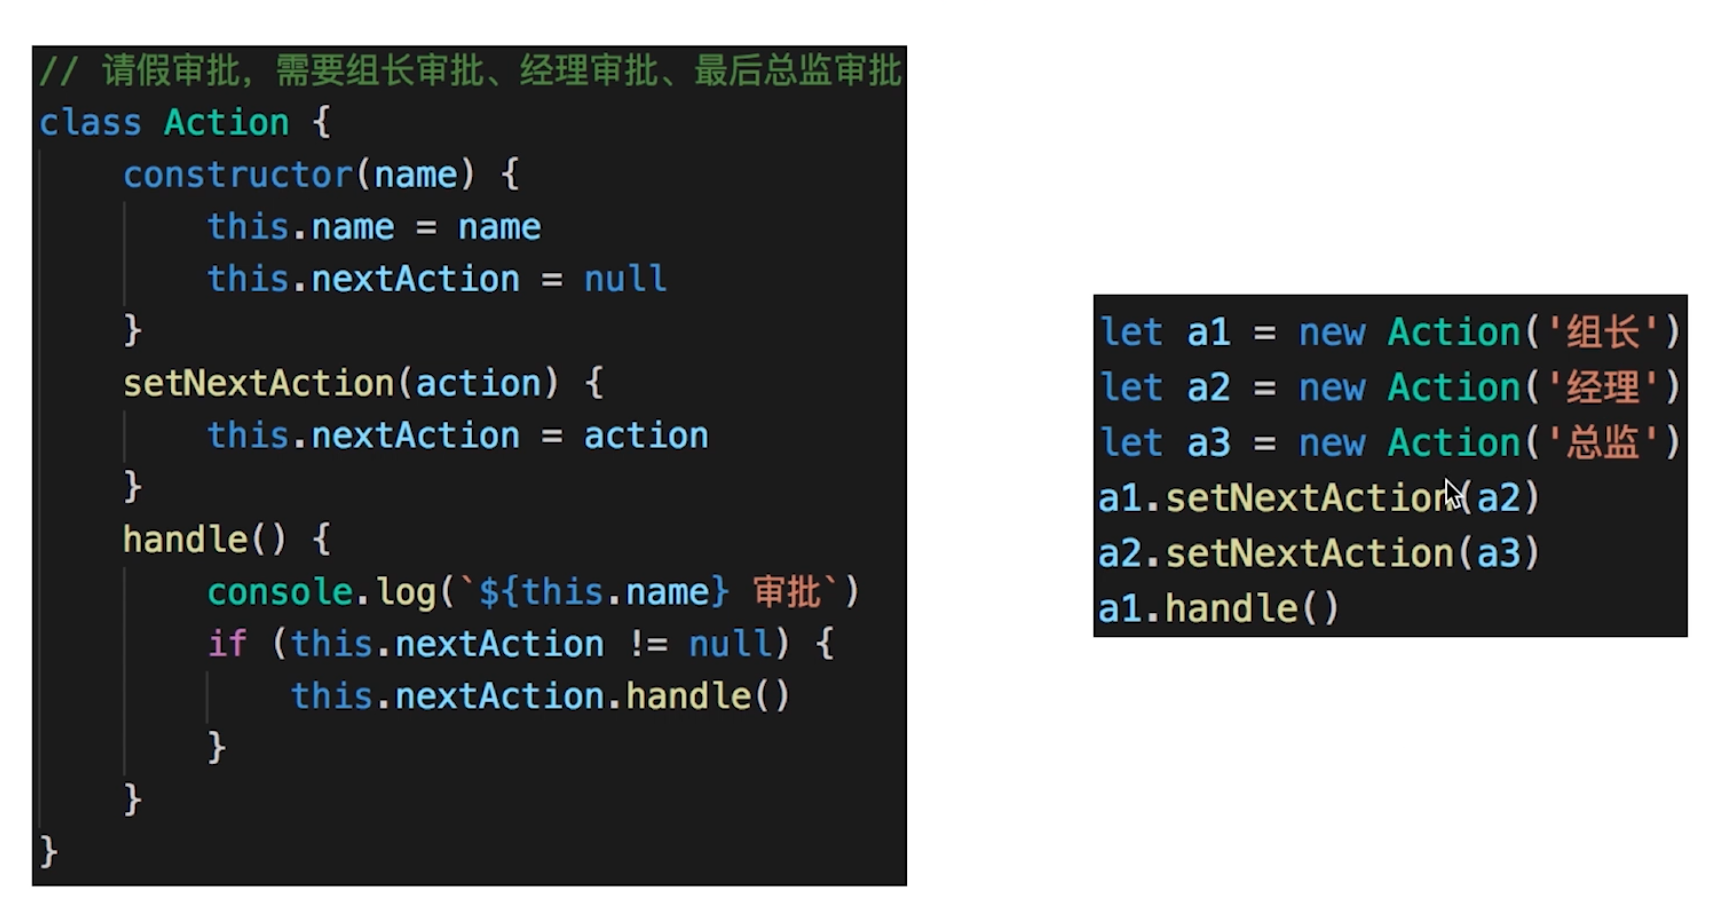 // 请假审批，需要组长审批、经理审批、最后总监审批
class Action {
    constructor(name) {
        this.name = name
        this.nextAction = null
    }
    setNextAction(action) {
        this.nextAction = action
    }
    handle() {
        console.log(`${this.name} 审批`)
        if (this.nextAction != null) {
            this.nextAction.handle()
        }
    }
}
let a1 = new Action('组长')
let a2 = new Action('经理')
let a3 = new Action('总监')
a1.setNextAction(a2)
a2.setNextAction(a3)
a1.handle()